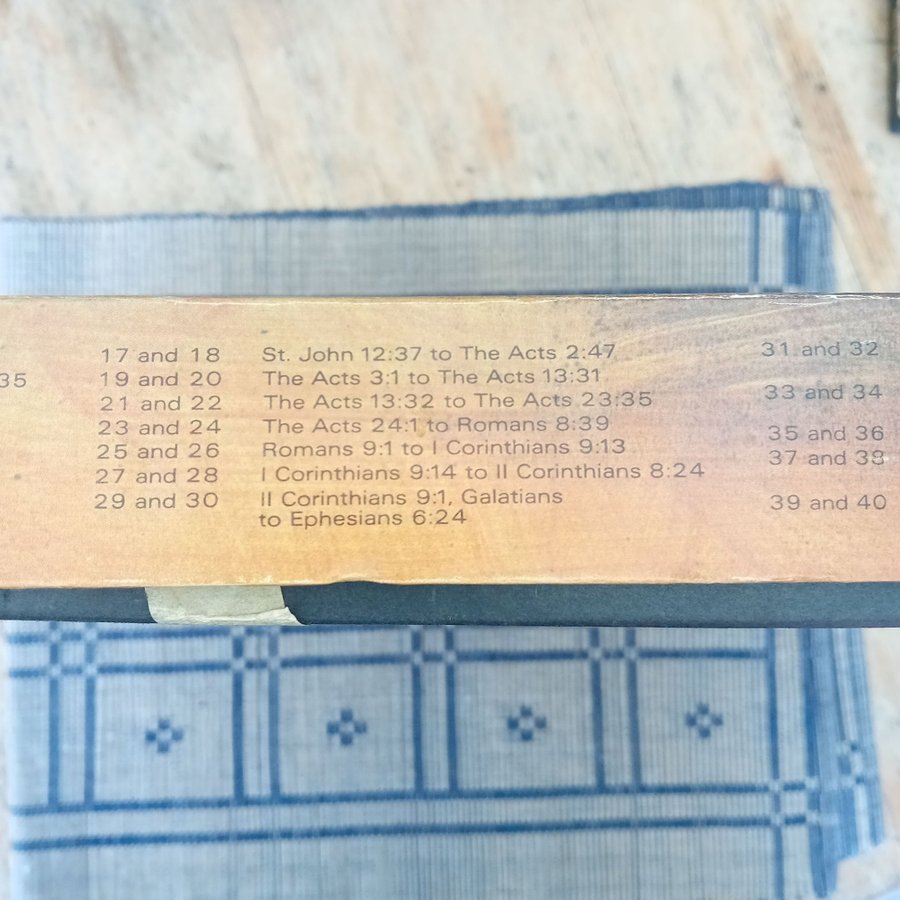 35
17 and 18 St. John 12:37 to The Acts 2:47
19 and 20 The Acts 3:1 to The Acts 13:31
21 and 22 The Acts 13:32 to The Acts 23:35
23 and 24 The Acts 24:1 to Romans 8:39
25 and 26 Romans 9:1 to I Corinthians 9:13
27 and 28 I Corinthians 9:14 to II Corinthians 8:24
29 and 30 II Corinthians 9:1, Galatians
to Ephesians 6:24
31 and 32
33 and 34
35 and 36
37 and 38
39 and 40